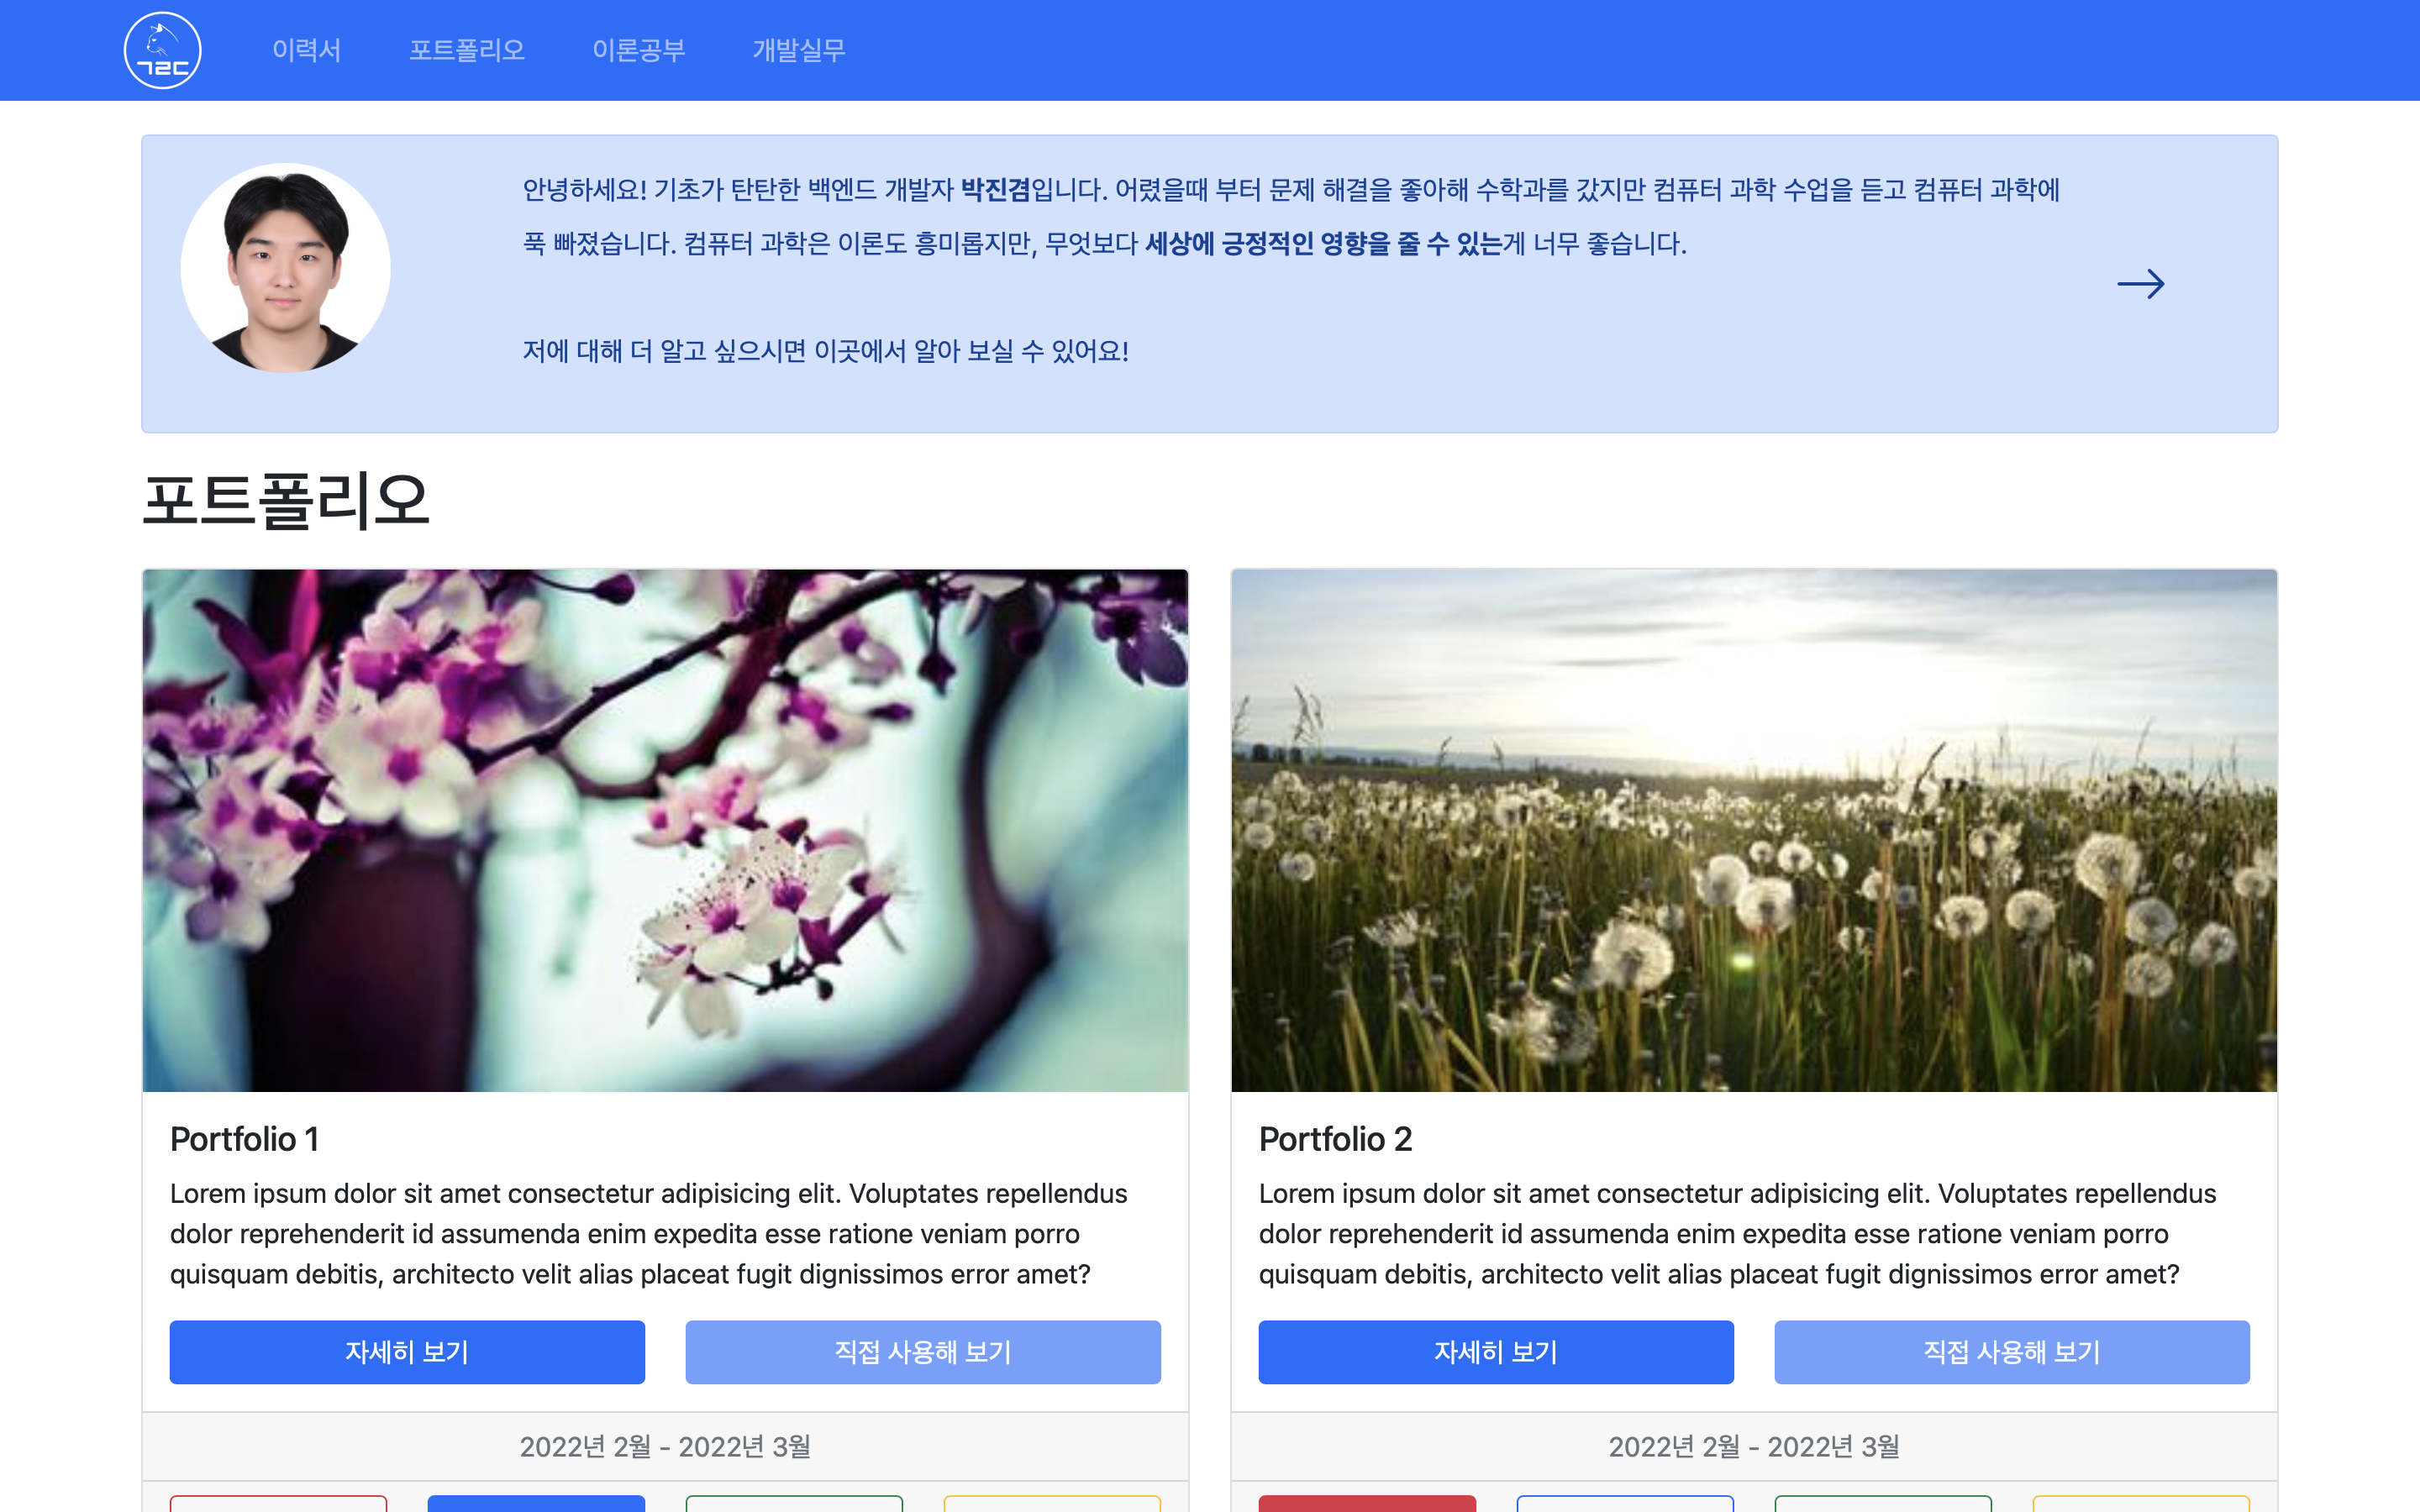 ㄱㄹㄷ
이력서
포트폴리오
이론공부
개발실무
안녕하세요! 기초가 탄탄한 백엔드 개발자 박진겸입니다. 어렸을때 부터 문제 해결을 좋아해 수학과를 갔지만 컴퓨터 과학 수업을 듣고 컴퓨터 과학에
푹 빠졌습니다. 컴퓨터 과학은 이론도 흥미롭지만, 무엇보다 세상에 긍정적인 영향을 줄 수 있는게 너무 좋습니다.
저에 대해 더 알고 싶으시면 이곳에서 알아 보실 수 있어요!
포트폴리오
Portfolio 1
Lorem ipsum dolor sit amet consectetur adipisicing elit. Voluptates repellendus
dolor reprehenderit id assumenda enim expedita esse ratione veniam porro
quisquam debitis, architecto velit alias placeat fugit dignissimos error amet?
자세히 보기
직접 사용해 보기
2022년 2월 - 2022년 3월
Portfolio 2
Lorem ipsum dolor sit amet consectetur adipisicing elit. Voluptates repellendus
dolor reprehenderit id assumenda enim expedita esse ratione veniam porro
quisquam debitis, architecto velit alias placeat fugit dignissimos error amet?
자세히 보기
직접 사용해 보기
2022년 2월 - 2022년 3월